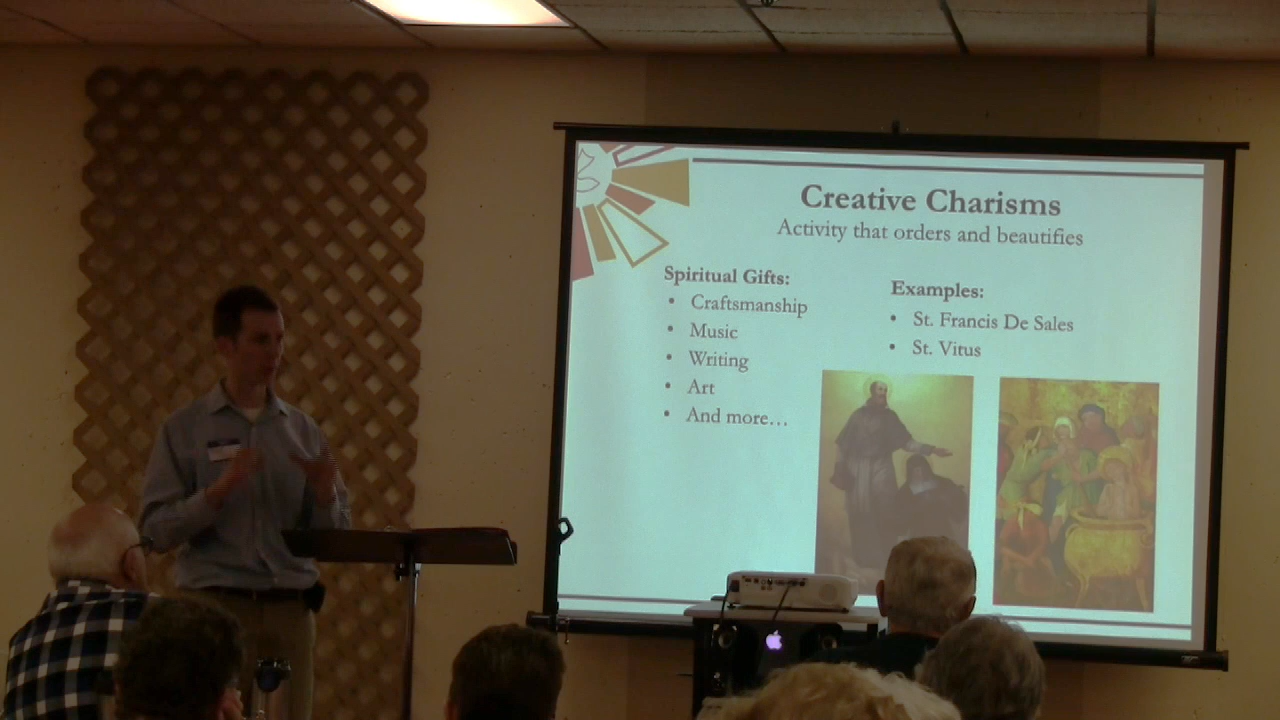 Creative Charisms
Activity that orders and beautifies
Spiritual Gifts:
• Craftsmanship
• Music
• Writing
• Art
• And more…
Examples:
• St. Francis De Sales
• St. Vitus